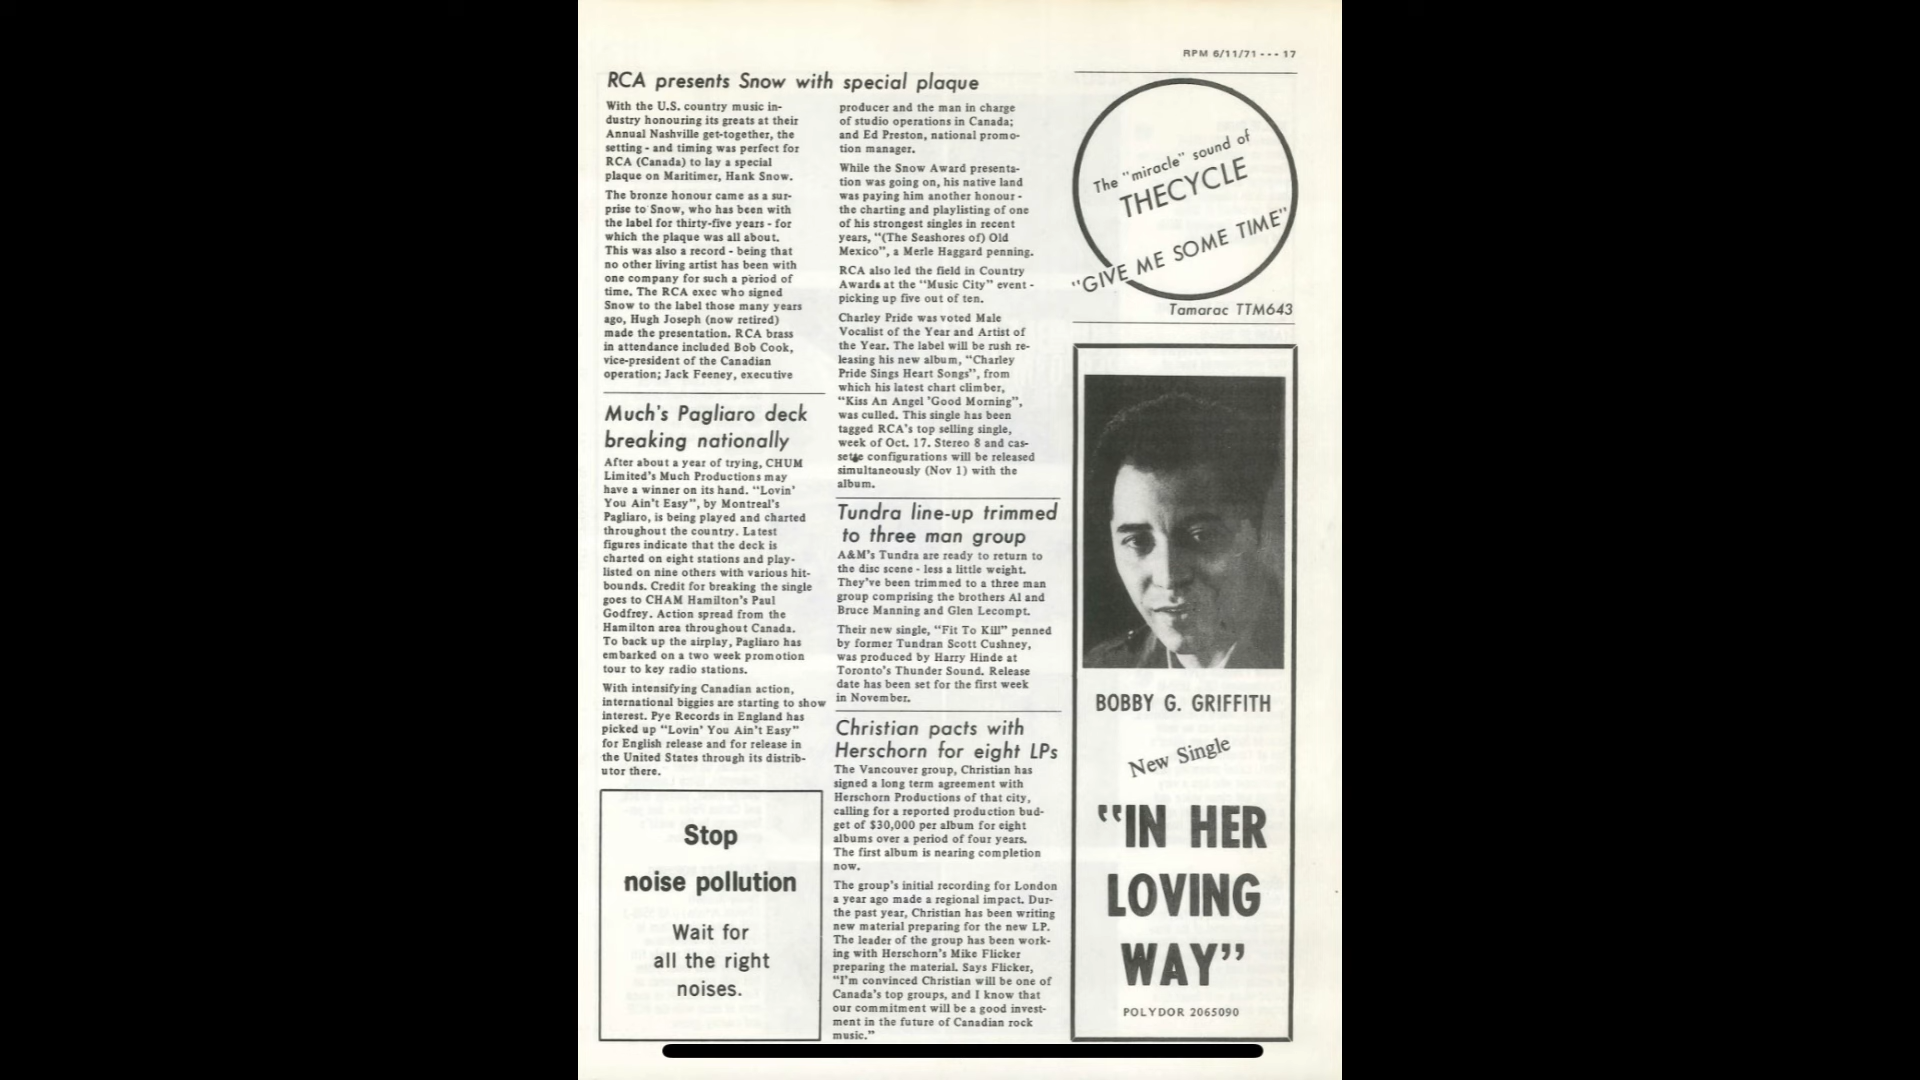 RPM 6/11/71 --- 17
RCA presents Snow with special plaque
With the U.S. country music in-
dustry honouring its greats at their
Annual Nashville get-together, the
setting - and timing was perfect for
RCA (Canada) to lay a special
plaque on Maritimer, Hank Snow.
The bronze honour came as a sur-
prise to Snow, who has been with
the label for thirty-five years - for
which the plaque was all about.
This was also a record - being that
no other living artist has been with
one company for such a period of
time. The RCA exec who signed
Snow to the label those many years
ago, Hugh Joseph (now retired)
made the presentation. RCA brass
in attendance included Bob Cook,
vice-president of the Canadian
operation; Jack Feeney, executive
producer and the man in charge
of studio operations in Canada;
and Ed Preston, national promo-
tion manager.
While the Snow Award presenta-
tion was going on, his native land
was paying him another honour -
the charting and playlisting of one
of his strongest singles in recent
years, "(The Seashores of) Old
Mexico", a Merle Haggard penning.
RCA also led the field in Country
Awards at the "Music City" event -
picking up five out of ten.
Charley Pride was voted Male
Vocalist of the Year and Artist of
the Year. The label will be rush re-
leasing his new album, "Charley
Pride Sings Heart Songs", from
which his latest chart climber,
"Kiss An Angel 'Good Morning",
was culled. This single has been
tagged RCA's top selling single,
week of Oct. 17. Stereo 8 and cas-
sette configurations will be released
simultaneously (Nov 1) with the
album.
Much's Pagliaro deck
breaking nationally
After about a year of trying, CHUM
Limited's Much Productions may
have a winner on its hand. "Lovin'
You Ain't Easy", by Montreal's
Pagliaro, is being played and charted
throughout the country. Latest
figures indicate that the deck is
charted on eight stations and play-
listed on nine others with various hit-
bounds. Credit for breaking the single
goes to CHAM Hamilton's Paul
Godfrey. Action spread from the
Hamilton area throughout Canada.
To back up the airplay, Pagliaro has
embarked on a two week promotion
tour to key radio stations.
With intensifying Canadian action,
international biggies are starting to show
interest. Pye Records in England has
picked up "Lovin' You Ain't Easy"
for English release and for release in
the United States through its distrib-
utor there.
Stop
noise pollution
Wait for
all the right
noises.
Tundra line-up trimmed
to three man group
A&M's Tundra are ready to return to
the disc scene - less a little weight.
They've been trimmed to a three man
group comprising the brothers Al and
Bruce Manning and Glen Lecompt.
Their new single, "Fit To Kill" penned
by former Tundran Scott Cushney,
was produced by Harry Hinde at
Toronto's Thunder Sound. Release
date has been set for the first week
in November.
Christian pacts with
Herschorn for eight LPs
The Vancouver group, Christian has
signed a long term agreement with
Herschorn Productions of that city,
calling for a reported production bud-
get of $30,000 per album for eight
albums over a period of four years.
The first album is nearing completion
now.
The group's initial recording for London
a year ago made a regional impact. Dur-
the past year, Christian has been writing
new material preparing for the new LP.
The leader of the group has been work-
ing with Herschorn's Mike Flicker
preparing the material. Says Flicker,
"I'm convinced Christian will be one of
Canada's top groups, and I know that
our commitment will be a good invest-
ment in the future of Canadian rock
music."
The "miracle" sound of
THECYCLE
"GIVE ME SOME TIME"
Tamarac TTM643
BOBBY G. GRIFFITH
New Single
"IN HER
LOVING
WAY"
POLYDOR 2065090